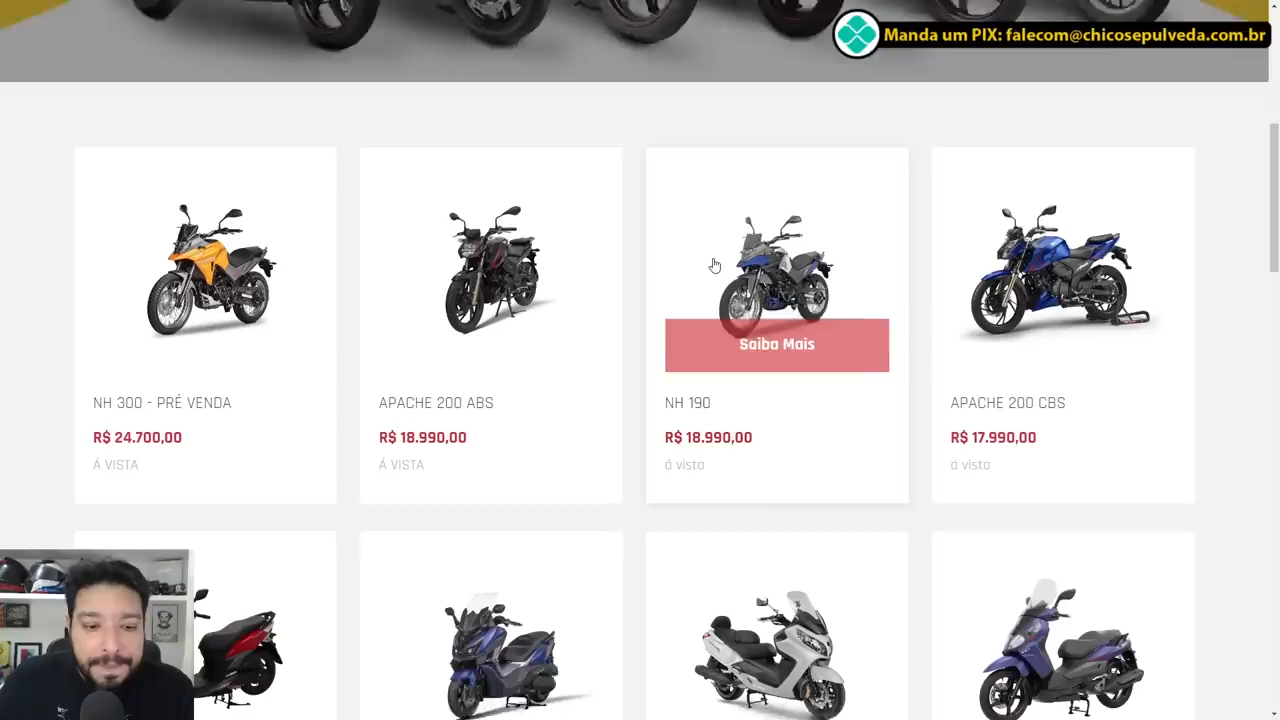 Manda um PIX: falecom@chicosepulveda.com.br
Saiba Mais
NH 300 - PRÉ VENDA
R$ 24.700,00
Á VISTA
APACHE 200 ABS
R$ 18.990,00
Á VISTA
NH 190
R$ 18.990,00
á vista
APACHE 200 CBS
R$ 17.990,00
á vista